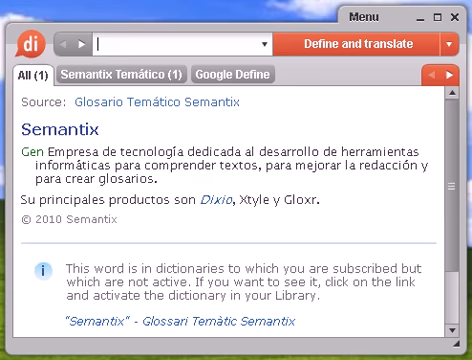 Menu
di
Define and translate
All (1)
Semantix Temático (1)
Google Define
Source: Glosario Temático Semantix
Semantix
Gen Empresa de tecnología dedicada al desarrollo de herramientas
informáticas para comprender textos, para mejorar la redacción y
para crear glosarios.
Su principales productos son Dixio, Xtyle y Gloxr.
© 2010 Semantix
i
This word is in dictionaries to which you are subscribed but
which are not active. If you want to see it, click on the link
and activate the dictionary in your Library.
"Semantix" - Glossari Temàtic Semantix